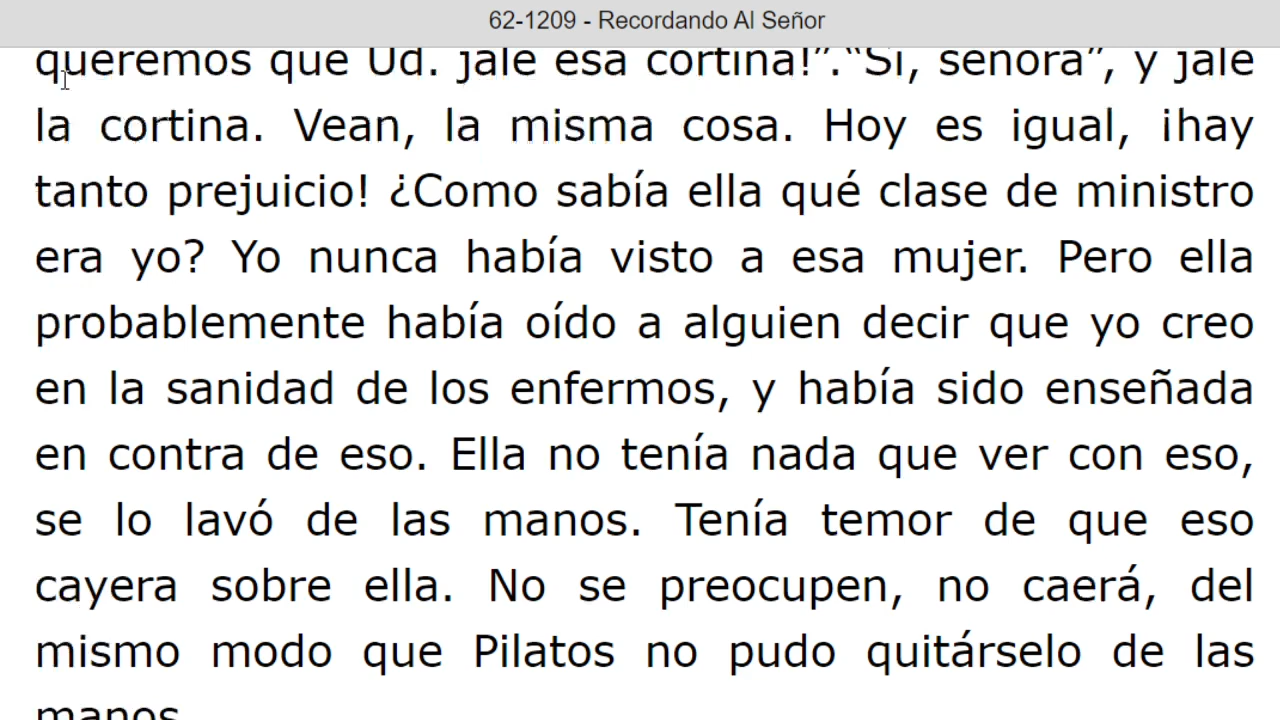 62-1209 - Recordando Al Señor
queremos que Ud. jale esa cortina!”.“Sí, señora”, y jalé
la cortina. Vean, la misma cosa. Hoy es igual, ¡hay
tanto prejuicio! ¿Como sabía ella qué clase de ministro
era yo? Yo nunca había visto a esa mujer. Pero ella
probablemente había oído a alguien decir que yo creo
en la sanidad de los enfermos, y había sido enseñada
en contra de eso. Ella no tenía nada que ver con eso,
se lo lavó de las manos. Tenía temor de que eso
cayera sobre ella. No se preocupen, no caerá, del
mismo modo que Pilatos no pudo quitárselo de las
manos